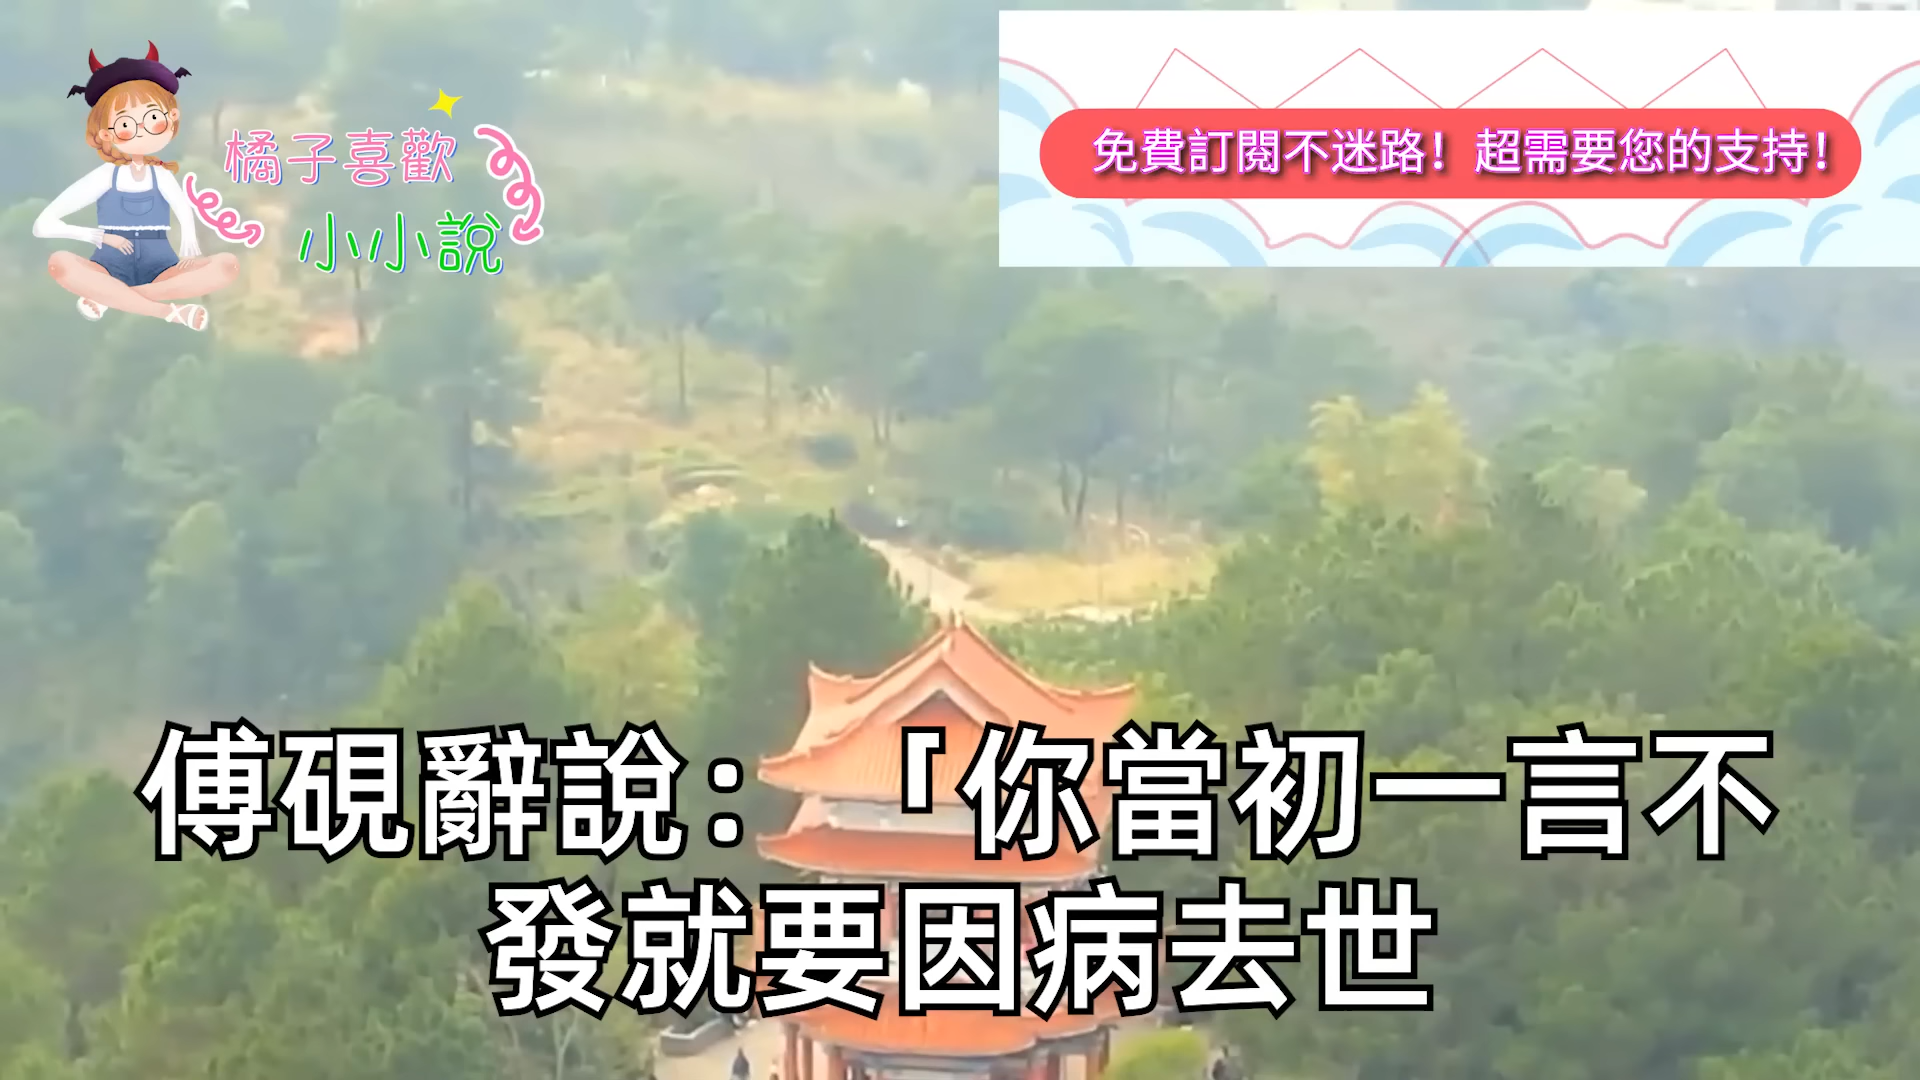 橘子喜歡
小小說
免費訂閱不迷路！超需要您的支持！
傅硯辭說：「你當初一言不
發就要因病去世